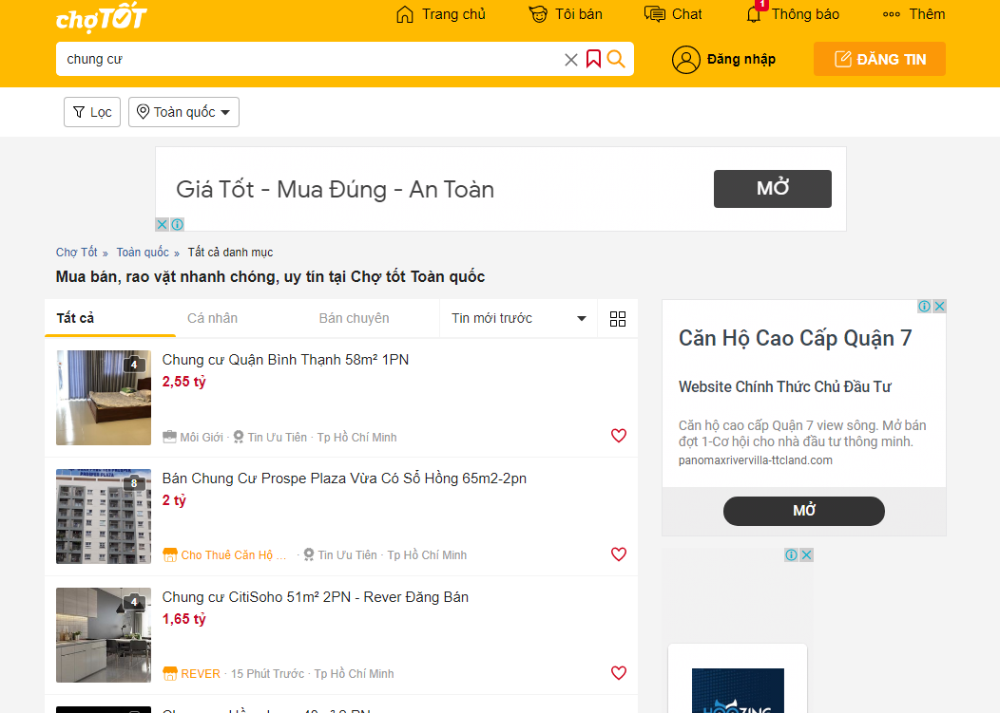 chợTỐT
Trang chủ
Tôi bán
Chat
1
Thông báo
Thêm
chung cư
Đăng nhập
ĐĂNG TIN
Lọc
Toàn quốc
Giá Tốt - Mua Đúng - An Toàn
MỞ
Chợ Tốt » Toàn quốc » Tất cả danh mục
Mua bán, rao vặt nhanh chóng, uy tín tại Chợ tốt Toàn quốc
Tất cả
Cá nhân
Bán chuyên
Tin mới trước
4
Chung cư Quận Bình Thạnh 58m² 1PN
2,55 tỷ
Môi Giới · Tin Ưu Tiên · Tp Hồ Chí Minh
8
Bán Chung Cư Prospe Plaza Vừa Có Sổ Hồng 65m2-2pn
2 tỷ
Cho Thuê Căn Hộ ... · Tin Ưu Tiên · Tp Hồ Chí Minh
4
Chung cư CitiSoho 51m² 2PN - Rever Đăng Bán
1,65 tỷ
REVER · 15 Phút Trước · Tp Hồ Chí Minh
Căn Hộ Cao Cấp Quận 7
Website Chính Thức Chủ Đầu Tư
Căn hộ cao cấp Quận 7 view sông. Mở bán
đợt 1-Cơ hội cho nhà đầu tư thông minh.
panomaxrivervilla-ttcland.com
MỞ